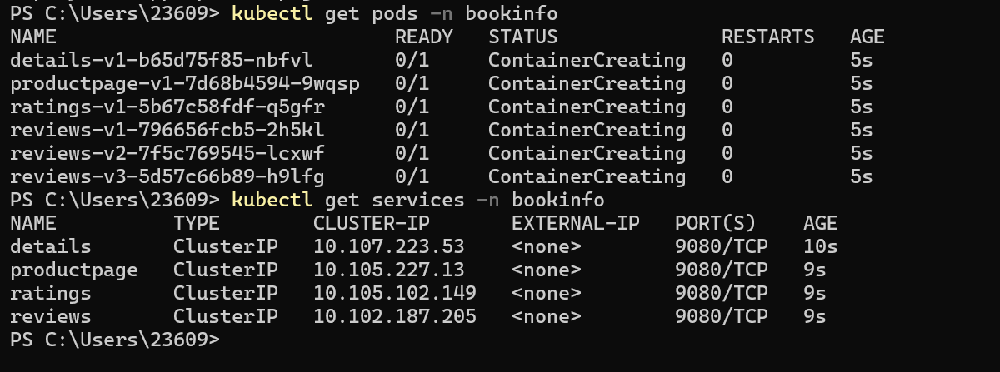 PS C:\Users\23609> kubectl get pods -n bookinfo
NAME                             READY   STATUS              RESTARTS   AGE
details-v1-b65d75f85-nbfvl       0/1     ContainerCreating   0          5s
productpage-v1-7d68b4594-9wqsp   0/1     ContainerCreating   0          5s
ratings-v1-5b67c58fdf-q5gfr      0/1     ContainerCreating   0          5s
reviews-v1-796656fcb5-2h5kl      0/1     ContainerCreating   0          5s
reviews-v2-7f5c769545-lcxwf      0/1     ContainerCreating   0          5s
reviews-v3-5d57c66b89-h9lfg      0/1     ContainerCreating   0          5s
PS C:\Users\23609> kubectl get services -n bookinfo
NAME          TYPE        CLUSTER-IP       EXTERNAL-IP   PORT(S)    AGE
details       ClusterIP   10.107.223.53    <none>        9080/TCP   10s
productpage   ClusterIP   10.105.227.13    <none>        9080/TCP   9s
ratings       ClusterIP   10.105.102.149   <none>        9080/TCP   9s
reviews       ClusterIP   10.102.187.205   <none>        9080/TCP   9s
PS C:\Users\23609>